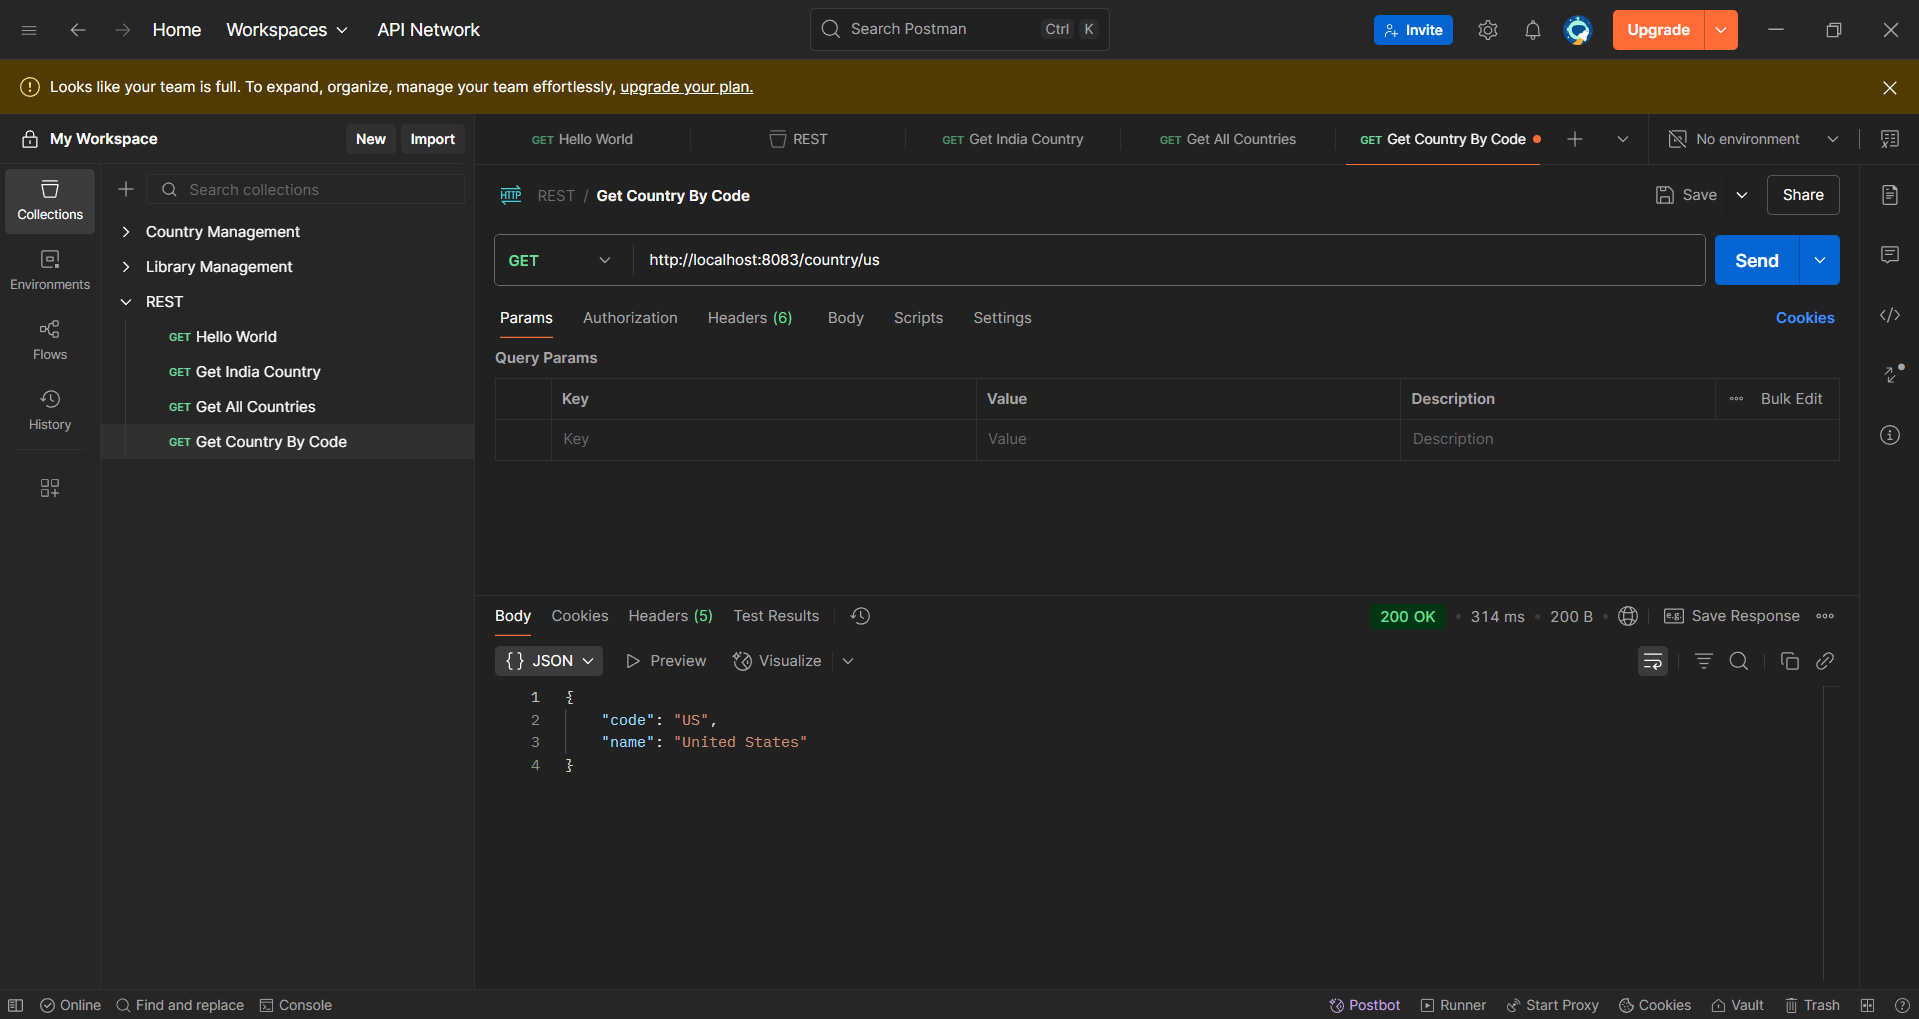 Home Workspaces API Network Search Postman Ctrl K Invite Upgrade
Looks like your team is full. To expand, organize, manage your team effortlessly, upgrade your plan.
My Workspace New Import
GET Hello World REST GET Get India Country GET Get All Countries GET Get Country By Code No environment
Collections
Environments
Flows
History
Search collections
Country Management
Library Management
REST
GET Hello World
GET Get India Country
GET Get All Countries
GET Get Country By Code
HTTP REST / Get Country By Code Save Share
GET http://localhost:8083/country/us Send
Params Authorization Headers (6) Body Scripts Settings Cookies
Query Params
Key Value Description Bulk Edit
Key Value Description
Body Cookies Headers (5) Test Results 200 OK • 314 ms • 200 B • e.g. Save Response
{} JSON Preview Visualize
1 {
2 "code": "US",
3 "name": "United States"
4 }
Online Find and replace Console Postbot Runner Start Proxy Cookies Vault Trash